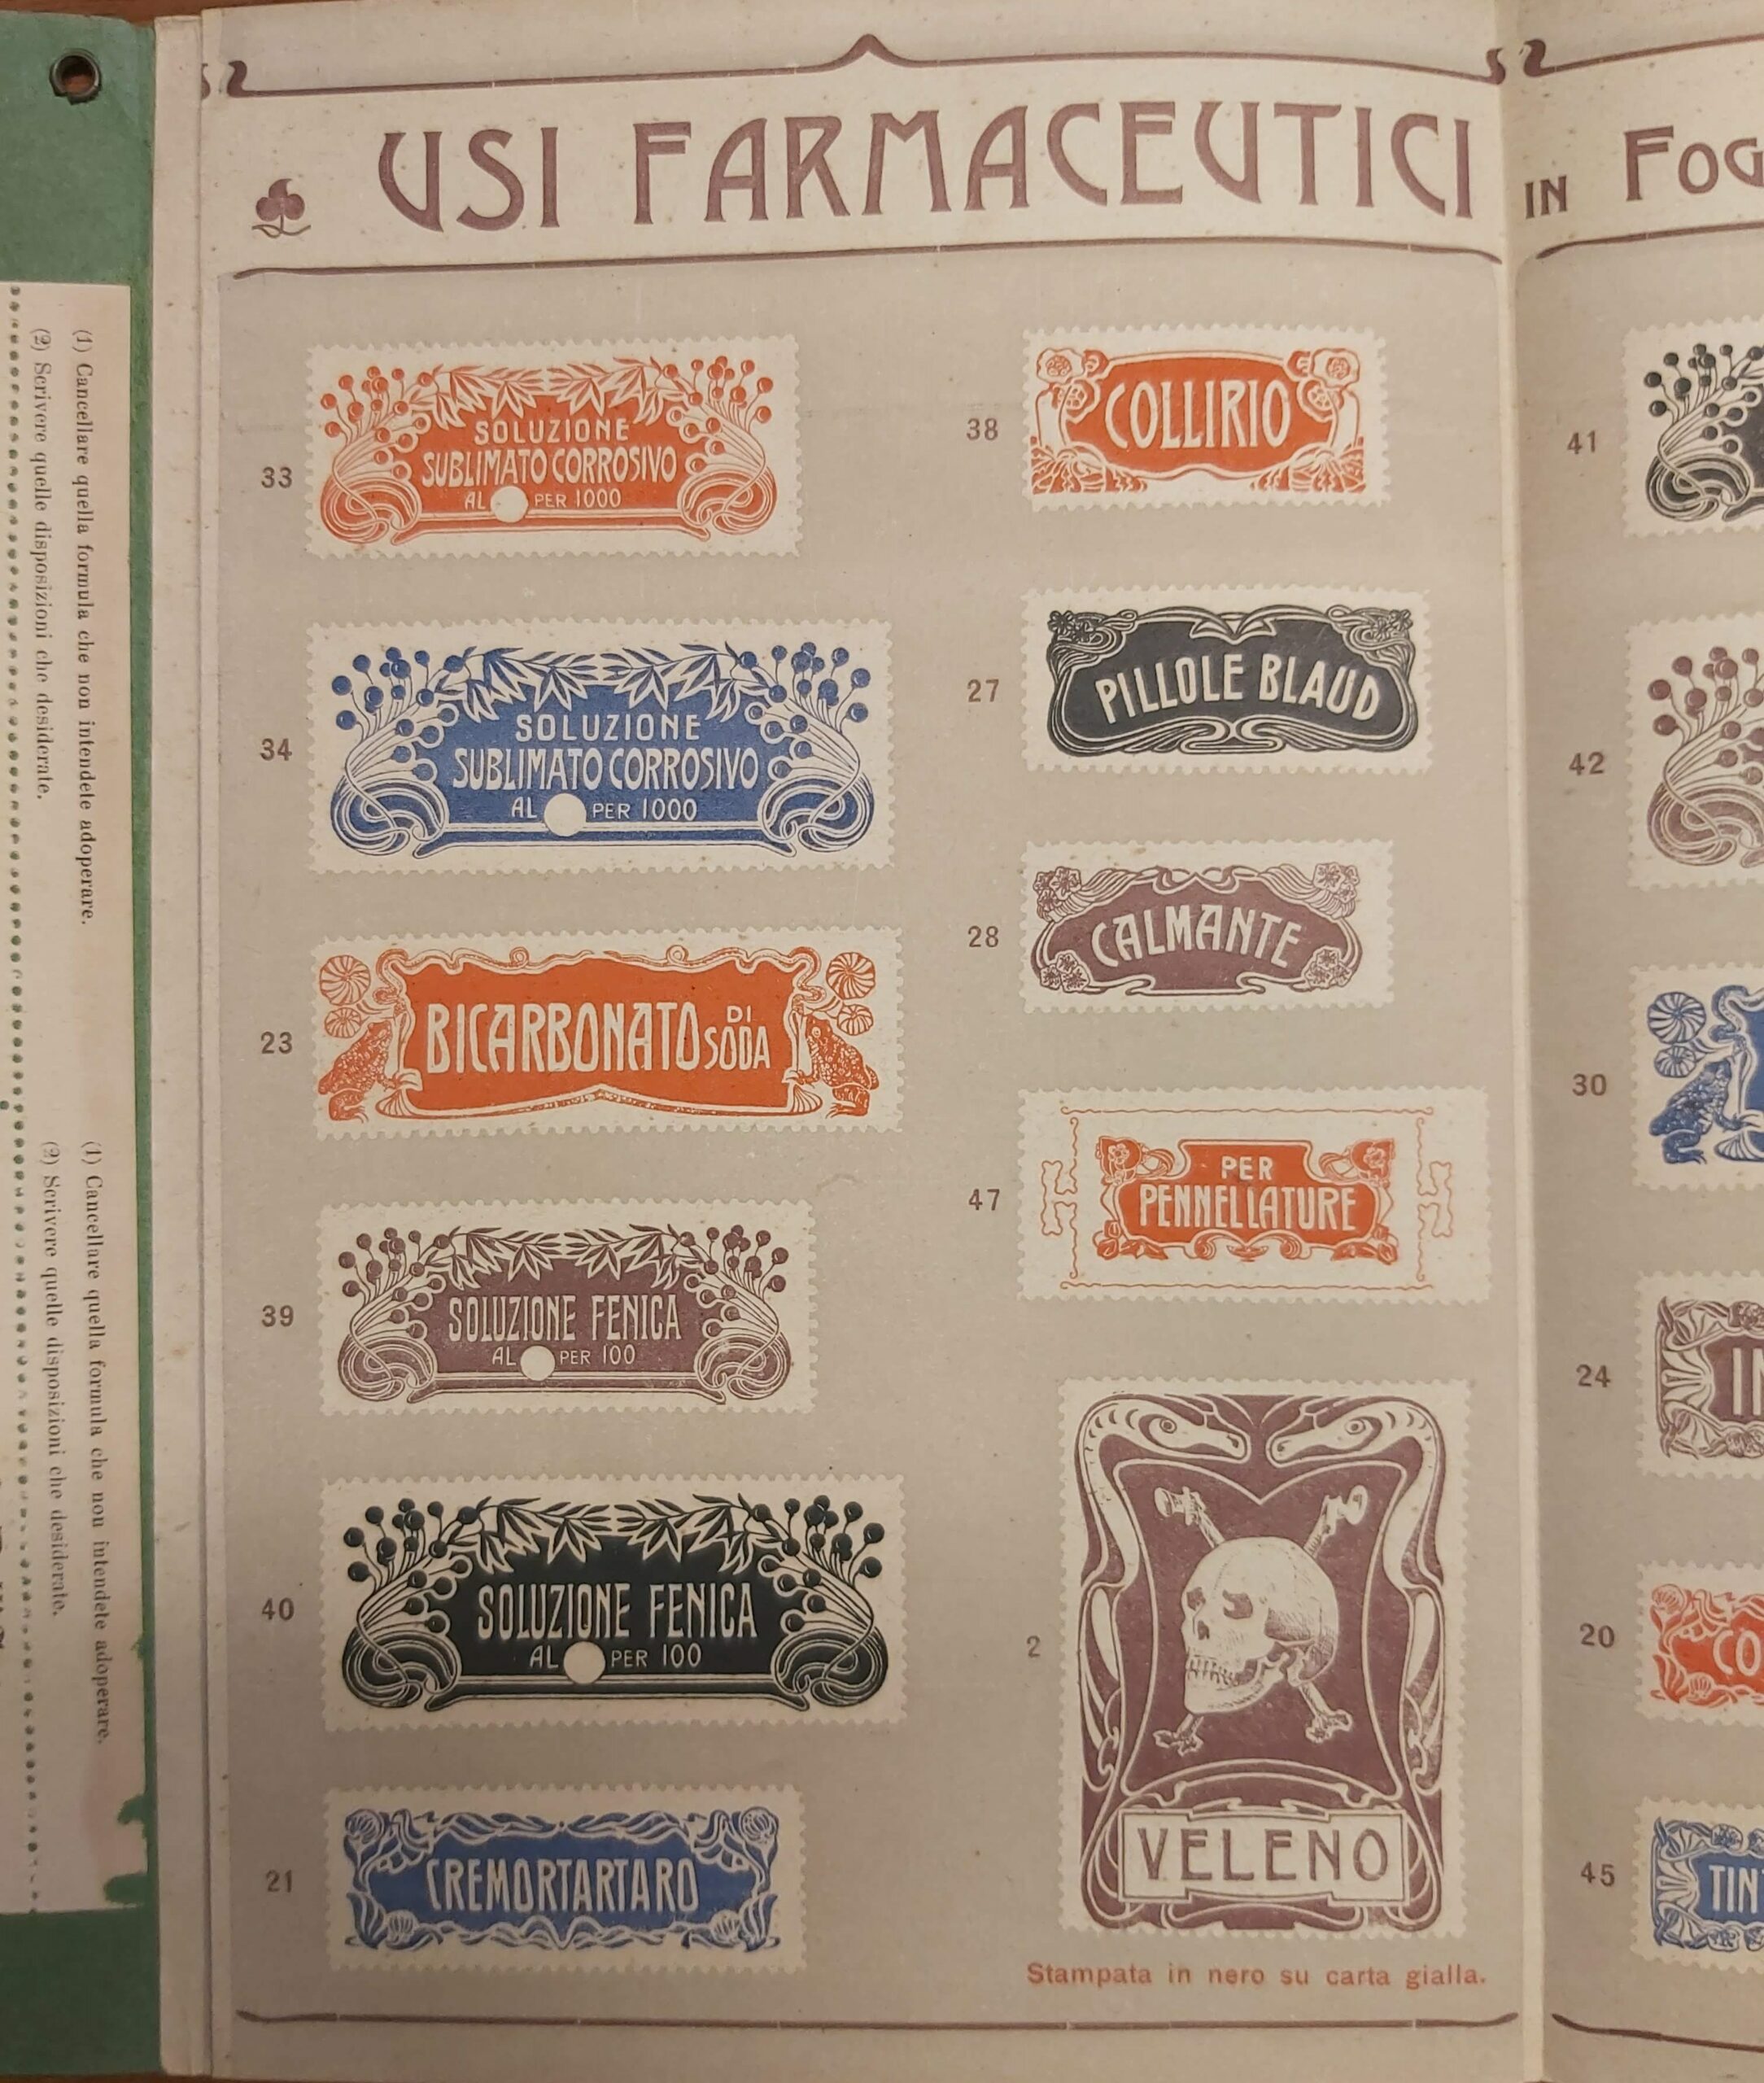 USI FARMACEUTICI
IN
(1) Cancellare quella formula che non intendete adoperare.
(2) Scrivere quelle disposizioni che desiderate.
(1) Cancellare quella formula che non intendete adoperare.
(2) Scrivere quelle disposizioni che desiderate.
33
SOLUZIONE
SUBLIMATO CORROSIVO
AL PER 1000
34
SOLUZIONE
SUBLIMATO CORROSIVO
AL PER 1000
23
BICARBONATO DI SODA
39
SOLUZIONE FENICA
AL PER 100
40
SOLUZIONE FENICA
AL PER 100
21
CREMORTARTARO
38
COLLIRIO
27
PILLOLE BLAUD
28
CALMANTE
47
PER
PENNELLATURE
2
VELENO
Stampata in nero su carta gialla.
41
42
30
24
20
45